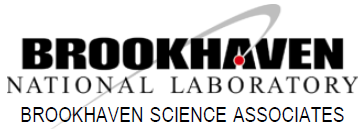 BROOKHAVEN
NATIONAL LABORATORY
BROOKHAVEN SCIENCE ASSOCIATES